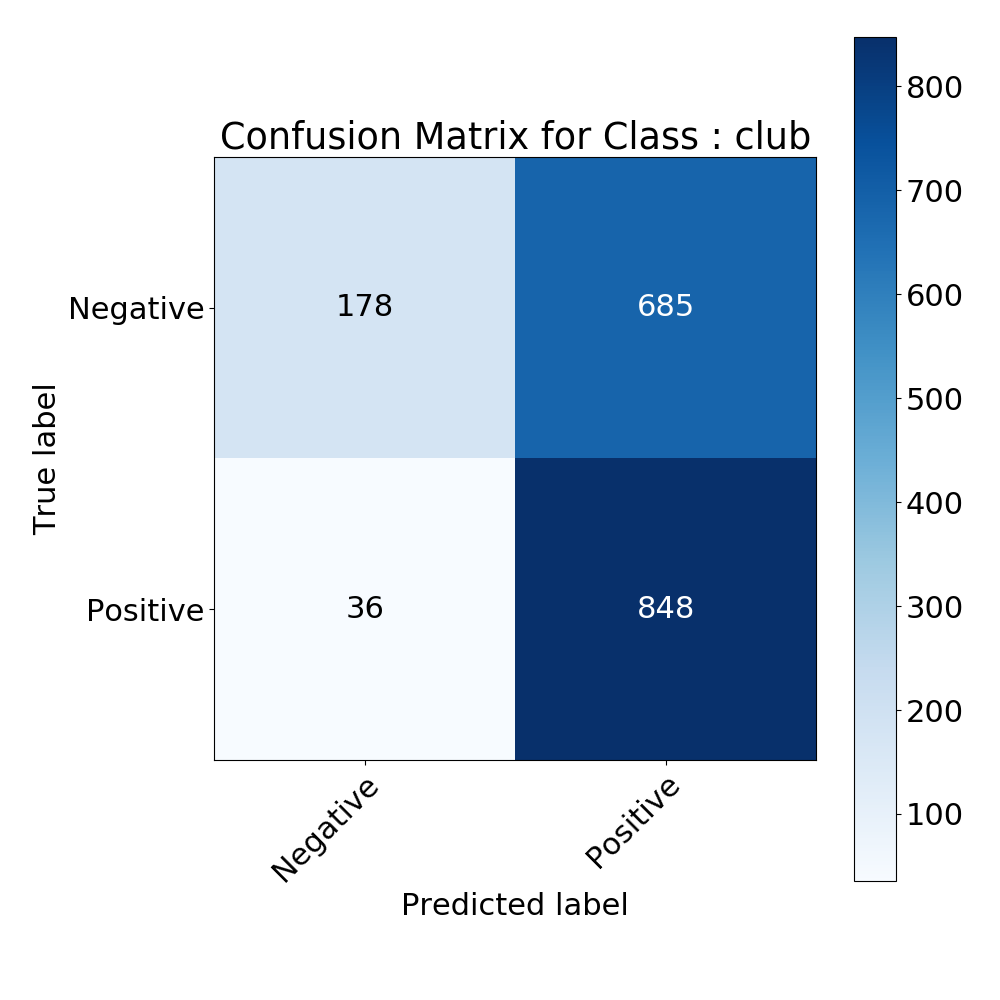 Confusion Matrix for Class : club
True label
Negative
178
685
Positive
36
848
Negative
Positive
Predicted label
800
700
600
500
400
300
200
100